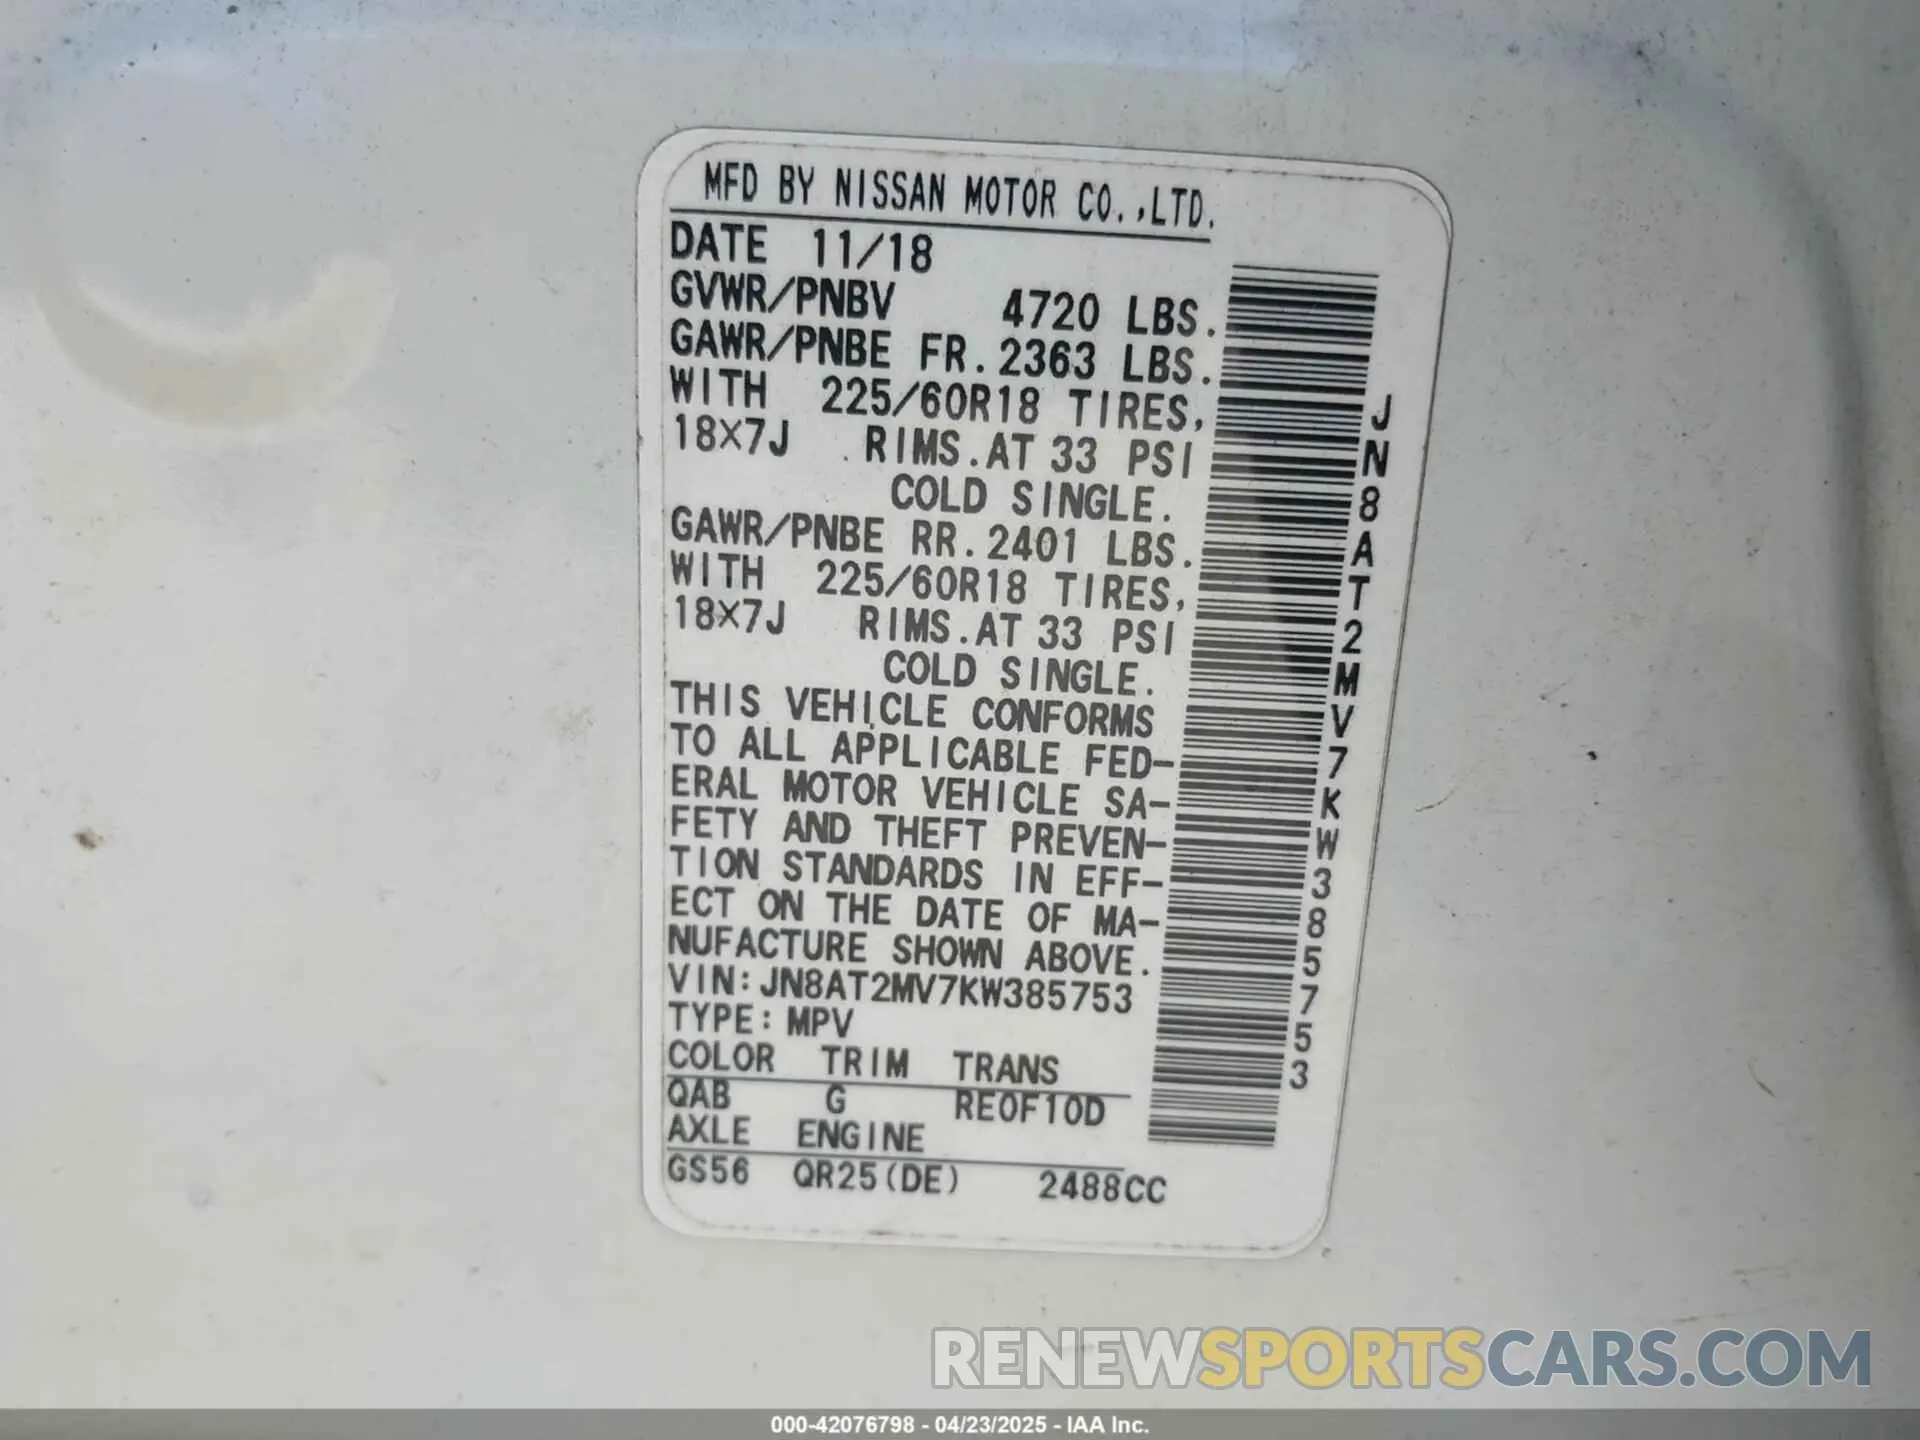 MFD BY NISSAN MOTOR CO.,LTD.
DATE 11/18
GVWR/PNBV 4720 LBS.
GAWR/PNBE FR.2363 LBS.
WITH 225/60R18 TIRES,
18X7J RIMS.AT 33 PSI
COLD SINGLE.
GAWR/PNBE RR.2401 LBS.
WITH 225/60R18 TIRES,
18X7J RIMS.AT 33 PSI
COLD SINGLE.
THIS VEHICLE CONFORMS
TO ALL APPLICABLE FED-
ERAL MOTOR VEHICLE SA-
FETY AND THEFT PREVEN-
TION STANDARDS IN EFF-
ECT ON THE DATE OF MA-
NUFACTURE SHOWN ABOVE.
VIN:JN8AT2MV7KW385753
TYPE:MPV
COLOR TRIM TRANS
QAB G RE0F10D
AXLE ENGINE
GS56 QR25(DE) 2488CC
JN8AT2MV7KW385753
RENEWSPORTSCARS.COM
000-42076798 - 04/23/2025 - IAA Inc.